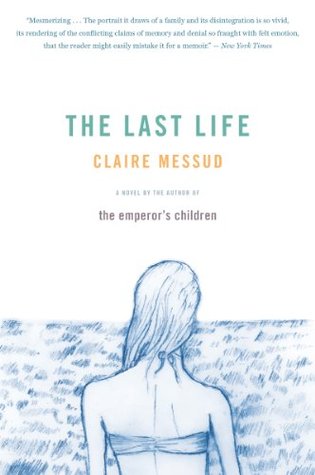 "Mesmerizing . . . The portrait it draws of a family and its disintegration is so vivid,
its rendering of the conflicting claims of memory and denial so fraught with felt emotion,
that the reader might easily mistake it for a memoir." — New York Times
THE LAST LIFE
CLAIRE MESSUD
A NOVEL BY THE AUTHOR OF
the emperor's children